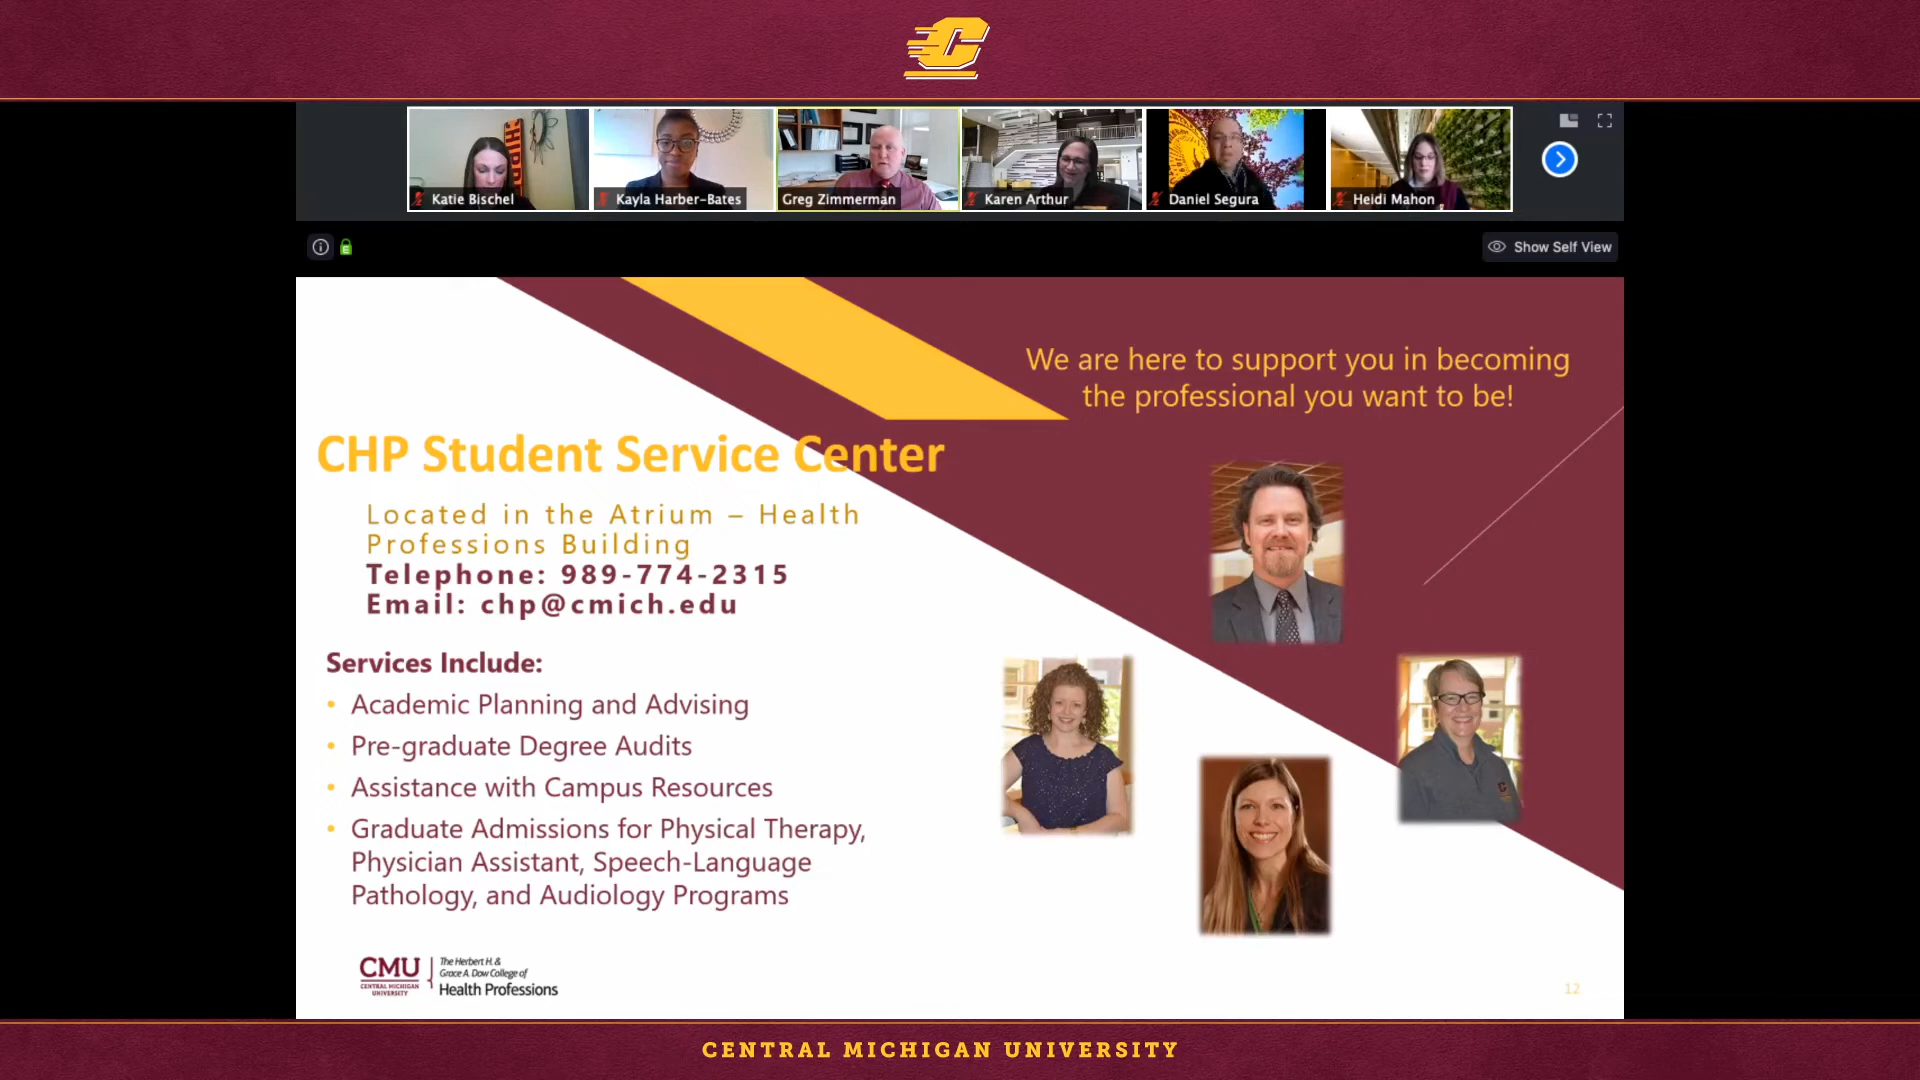 Katie Bischel
Kayla Harber-Bates
Greg Zimmerman
Karen Arthur
Daniel Segura
Heidi Mahon
Show Self View
We are here to support you in becoming
the professional you want to be!
CHP Student Service Center
Located in the Atrium – Health
Professions Building
Telephone: 989-774-2315
Email: chp@cmich.edu
Services Include:
• Academic Planning and Advising
• Pre-graduate Degree Audits
• Assistance with Campus Resources
• Graduate Admissions for Physical Therapy,
Physician Assistant, Speech-Language
Pathology, and Audiology Programs
CMU
CENTRAL MICHIGAN
UNIVERSITY
The Herbert H. &
Grace A. Dow College of
Health Professions
12
CENTRAL MICHIGAN UNIVERSITY